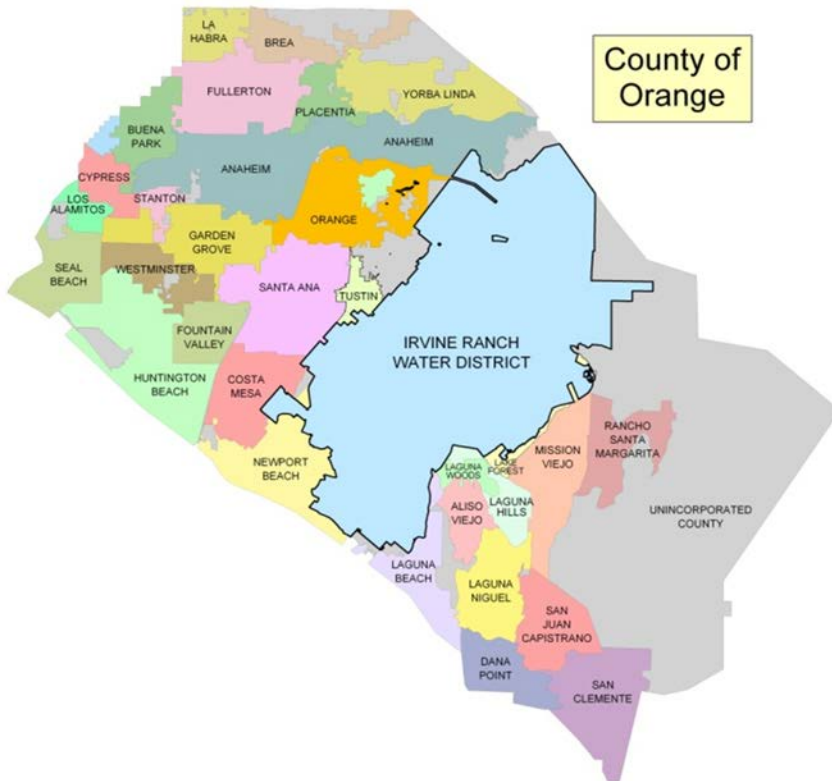 County of
Orange
LA
HABRA
BREA
FULLERTON
PLACENTIA
YORBA LINDA
BUENA
PARK
ANAHEIM
ANAHEIM
CYPRESS
LOS
ALAMITOS
STANTON
ORANGE
GARDEN
GROVE
SEAL
BEACH
WESTMINSTER
SANTA ANA
TUSTIN
FOUNTAIN
VALLEY
IRVINE RANCH
WATER DISTRICT
HUNTINGTON
BEACH
COSTA
MESA
NEWPORT
BEACH
LAGUNA
WOODS
LAKE
FOREST
MISSION
VIEJO
RANCHO
SANTA
MARGARITA
ALISO
VIEJO
LAGUNA
HILLS
UNINCORPORATED
COUNTY
LAGUNA
BEACH
LAGUNA
NIGUEL
SAN
JUAN
CAPISTRANO
DANA
POINT
SAN
CLEMENTE